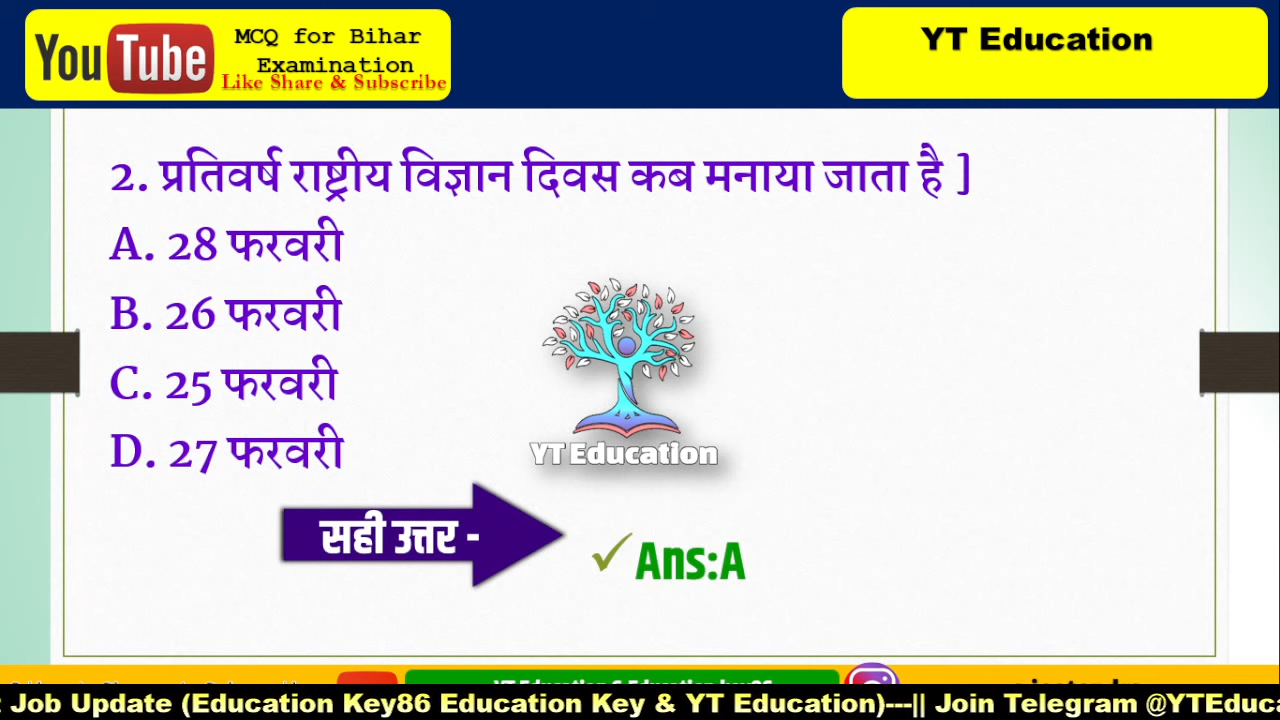 You Tube
MCQ for Bihar
Examination
Like Share & Subscribe
YT Education
2. प्रतिवर्ष राष्ट्रीय विज्ञान दिवस कब मनाया जाता है ]
A. 28 फरवरी
B. 26 फरवरी
C. 25 फरवरी
D. 27 फरवरी
YT Education
सही उत्तर -
✓ Ans:A
Job Update (Education Key86 Education Key & YT Education)---|| Join Telegram @YTEduca